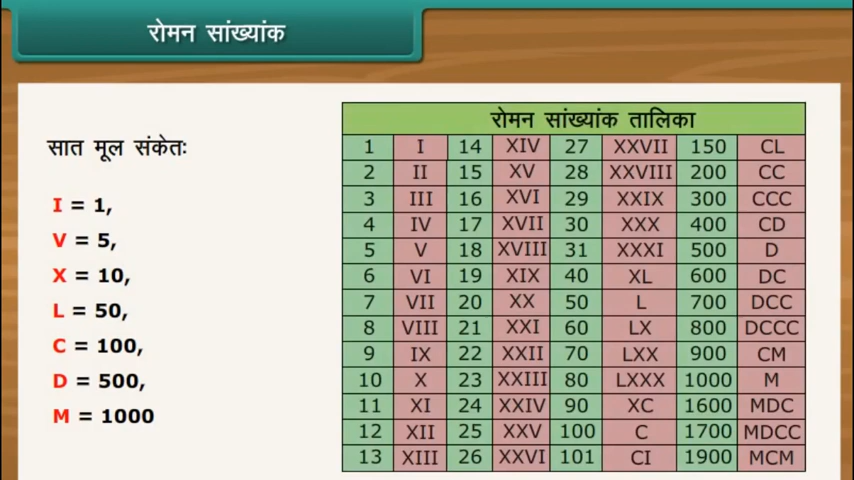 रोमन सांख्यांक
सात मूल संकेतः
I = 1,
V = 5,
X = 10,
L = 50,
C = 100,
D = 500,
M = 1000
रोमन सांख्यांक तालिका
1 I 14 XIV 27 XXVII 150 CL
2 II 15 XV 28 XXVIII 200 CC
3 III 16 XVI 29 XXIX 300 CCC
4 IV 17 XVII 30 XXX 400 CD
5 V 18 XVIII 31 XXXI 500 D
6 VI 19 XIX 40 XL 600 DC
7 VII 20 XX 50 L 700 DCC
8 VIII 21 XXI 60 LX 800 DCCC
9 IX 22 XXII 70 LXX 900 CM
10 X 23 XXIII 80 LXXX 1000 M
11 XI 24 XXIV 90 XC 1600 MDC
12 XII 25 XXV 100 C 1700 MDCC
13 XIII 26 XXVI 101 CI 1900 MCM